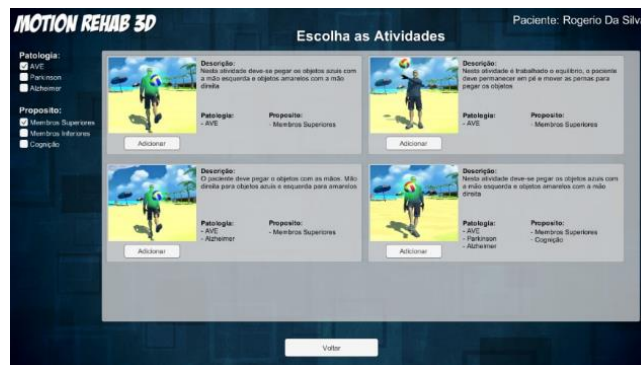 MOTION REHAB 3D
Paciente: Rogerio Da Silv
Escolha as Atividades
Patologia:
AVE
Parkinson
Alzheimer
Proposito:
Membros Superiores
Membros Inferiores
Cognição
Descrição:
Nesta atividade deve-se pegar os objetos azuis com
a mão esquerda e objetos amarelos com a mão
direita
Patologia:
- AVE
Proposito:
- Membros Superiores
Adicionar
Descrição:
Nesta atividade é trabalhado o equilibrio, o paciente
deve permanecer em pé e mover as pernas para
pegar os objetos
Patologia:
- AVE
Proposito:
- Membros Superiores
Adicionar
Descrição:
O paciente deve pegar o objetos com as mãos. Mão
direita para objetos azuis e esquerda para amarelos
Patologia:
- AVE
- Alzheimer
Proposito:
- Membros Superiores
Adicionar
Descrição:
Nesta atividade deve-se pegar os objetos azuis com
a mão esquerda e objetos amarelos com a mão
direita
Patologia:
- AVE
- Parkinson
- Alzheimer
Proposito:
- Membros Superiores
- Cognição
Adicionar
Voltar